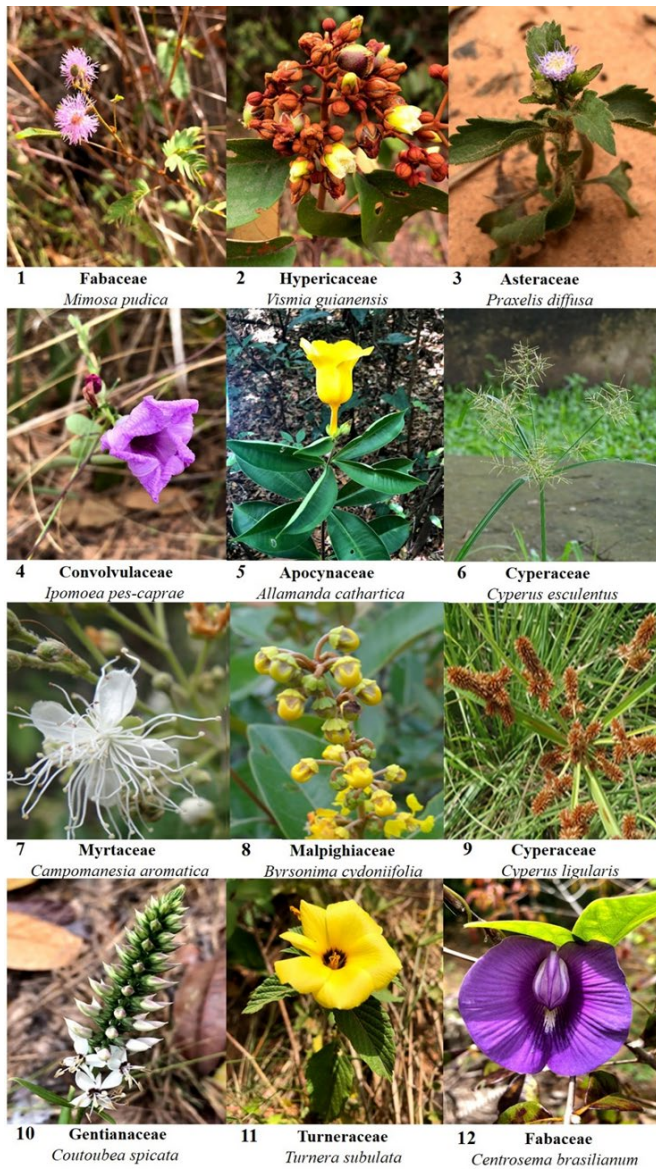 1 Fabaceae
Mimosa pudica
2 Hypericaceae
Vismia guianensis
3 Asteraceae
Praxelis diffusa
4 Convolvulaceae
Ipomoea pes-caprae
5 Apocynaceae
Allamanda cathartica
6 Cyperaceae
Cyperus esculentus
7 Myrtaceae
Campomanesia aromatica
8 Malpighiaceae
Byrsonima cydoniifolia
9 Cyperaceae
Cyperus ligularis
10 Gentianaceae
Coutoubea spicata
11 Turneraceae
Turnera subulata
12 Fabaceae
Centrosema brasilianum